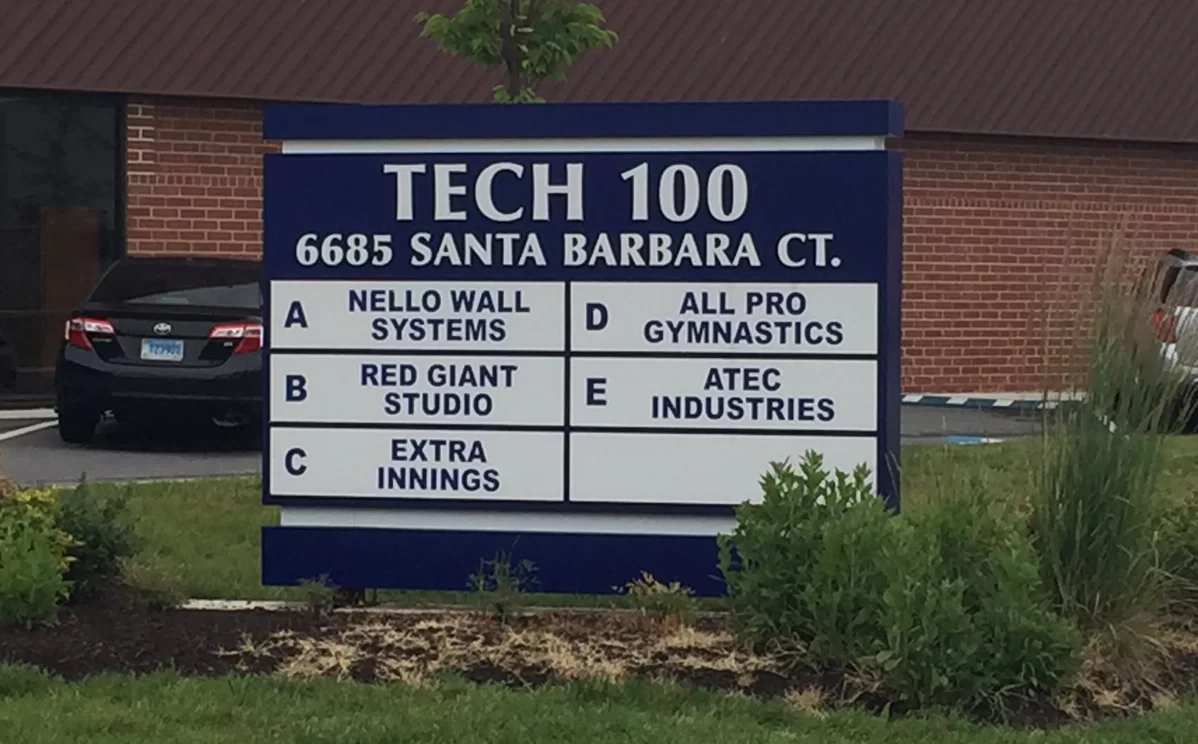 TECH 100
6685 SANTA BARBARA CT.
A NELLO WALL
SYSTEMS
B RED GIANT
STUDIO
C EXTRA
INNINGS
D ALL PRO
GYMNASTICS
E ATEC
INDUSTRIES